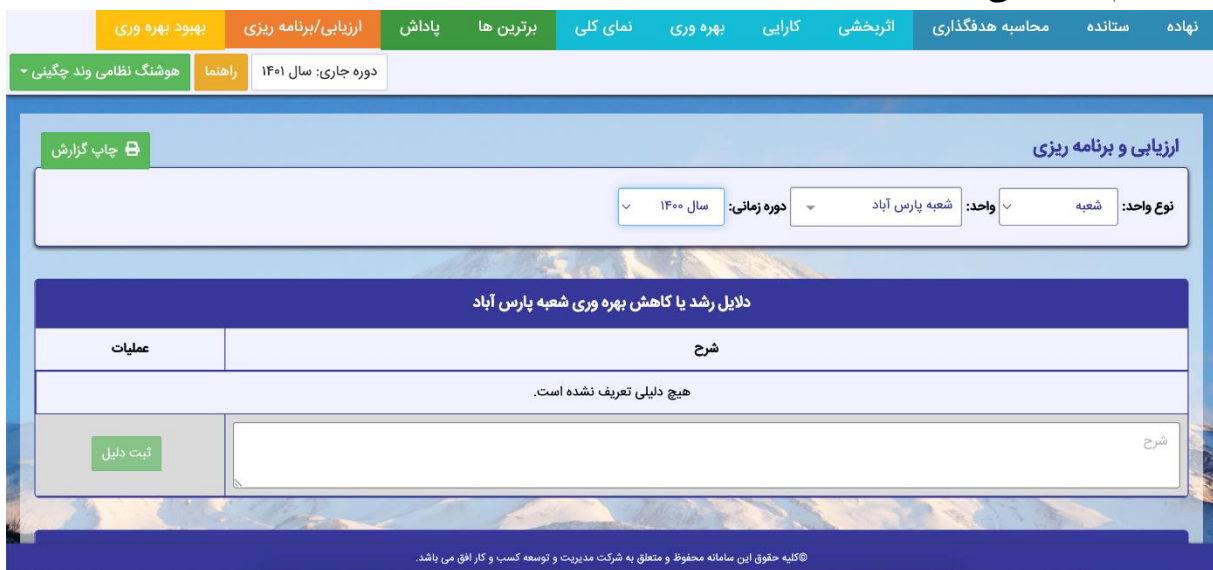 نهاده ستانده محاسبه هدفگذاری اثربخشی کارایی بهره وری نمای کلی برترین ها پاداش ارزیابی/برنامه ریزی بهبود بهره وری
دوره جاری: سال ۱۴۰۱ راهنما هوشنگ نظامی وند چگینی
ارزیابی و برنامه ریزی
چاپ گزارش
نوع واحد: شعبه واحد: شعبه پارس آباد دوره زمانی: سال ۱۴۰۰
دلایل رشد یا کاهش بهره وری شعبه پارس آباد
شرح عملیات
هیچ دلیلی تعریف نشده است.
شرح ثبت دلیل
©کلیه حقوق این سامانه محفوظ و متعلق به شرکت مدیریت و توسعه کسب و کار افق می باشد.